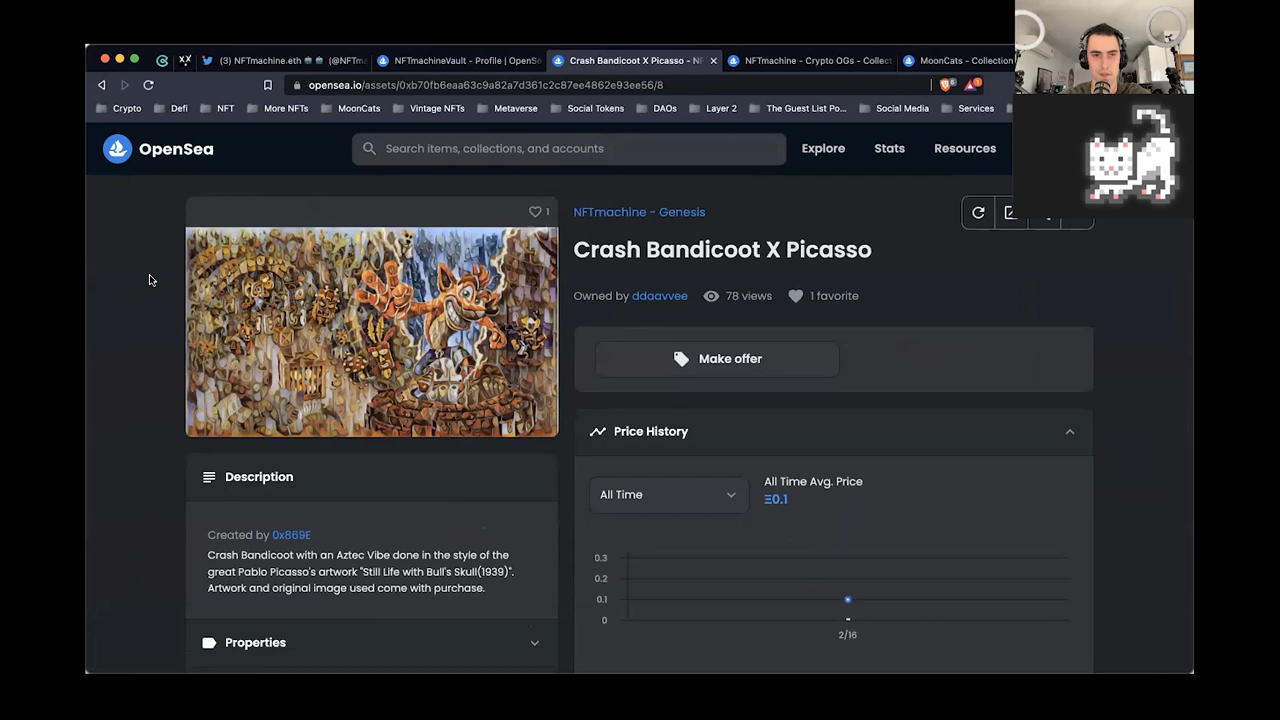 (3) NFTmachine.eth
(@NFTm
NFTmachineVault - Profile | OpenS
Crash Bandicoot X Picasso - NF
NFTmachine - Crypto OGs - Collect
MoonCats - Collection
opensea.io/assets/0xb70fb6eaa63c9a82a7d361c2c87ee4862e93ee56/8
Crypto
Defi
NFT
More NFTs
MoonCats
Vintage NFTs
Metaverse
Social Tokens
DAOs
Layer 2
The Guest List Po...
Social Media
Services
OpenSea
Search items, collections, and accounts
Explore
Stats
Resources
1
NFTmachine - Genesis
Crash Bandicoot X Picasso
Owned by ddaavvee
78 views
1 favorite
Make offer
Price History
All Time
All Time Avg. Price
Ξ0.1
0.3
0.2
0.1
0
2/16
Description
Created by 0x869E
Crash Bandicoot with an Aztec Vibe done in the style of the
great Pablo Picasso's artwork "Still Life with Bull's Skull(1939)".
Artwork and original image used come with purchase.
Properties